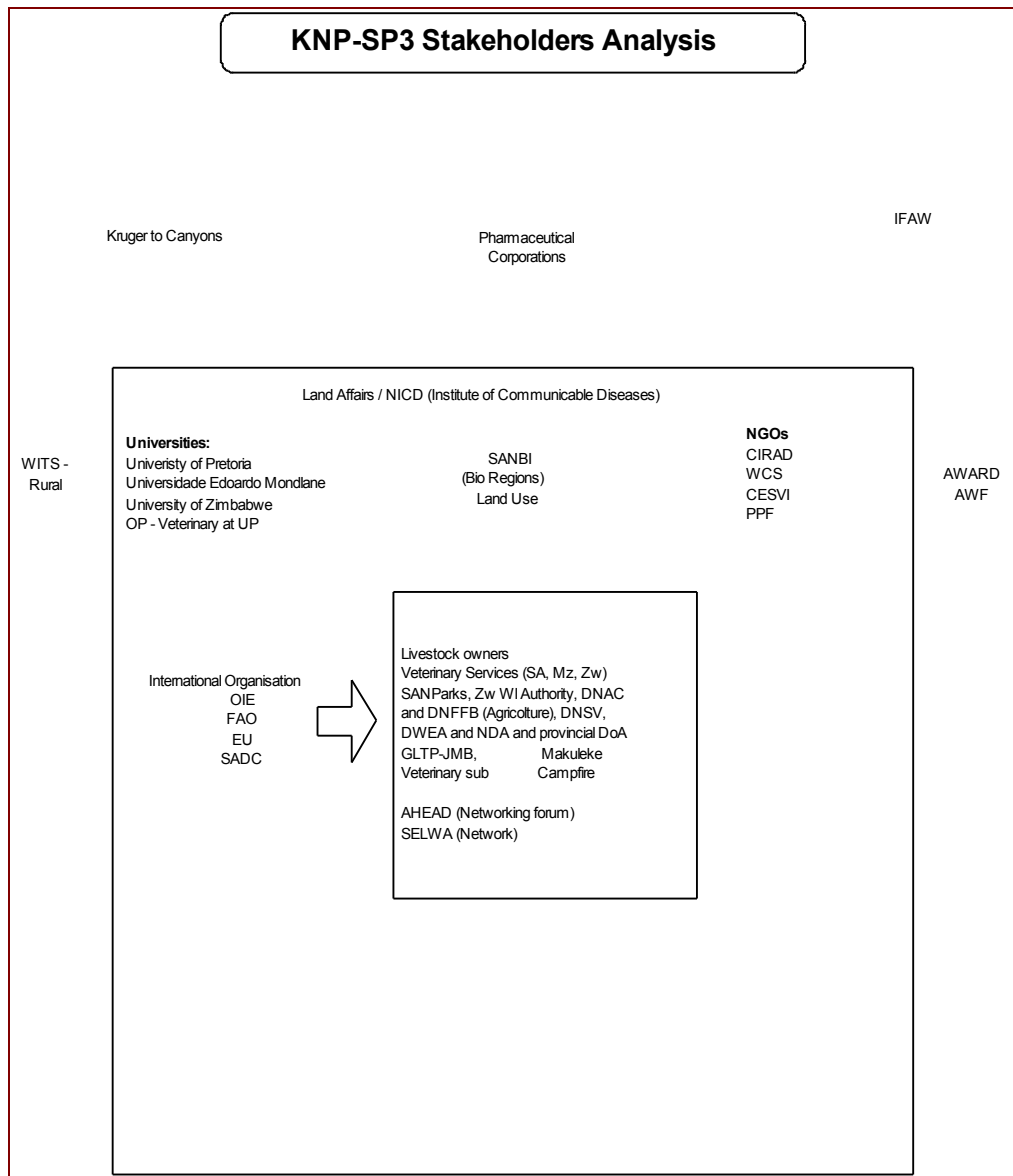 KNP-SP3 Stakeholders Analysis
IFAW
Kruger to Canyons
Pharmaceutical
Corporations
Land Affairs / NICD (Institute of Communicable Diseases)
WITS -
Rural
Universities:
Univeristy of Pretoria
Universidade Edoardo Mondlane
University of Zimbabwe
OP - Veterinary at UP
SANBI
(Bio Regions)
Land Use
NGOs
CIRAD
WCS
CESVI
PPF
AWARD
AWF
International Organisation
OIE
FAO
EU
SADC
Livestock owners
Veterinary Services (SA, Mz, Zw)
SANParks, Zw WI Authority, DNAC
and DNFFB (Agricolture), DNSV,
DWEA and NDA and provincial DoA
GLTP-JMB, Makuleke
Veterinary sub Campfire
AHEAD (Networking forum)
SELWA (Network)